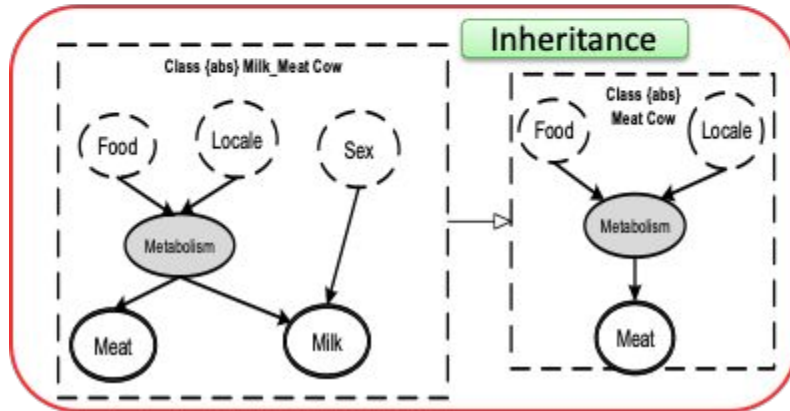 Inheritance
Class {abs} Milk_Meat Cow
Food
Locale
Sex
Metabolism
Meat
Milk
Class {abs}
Meat Cow
Food
Locale
Metabolism
Meat